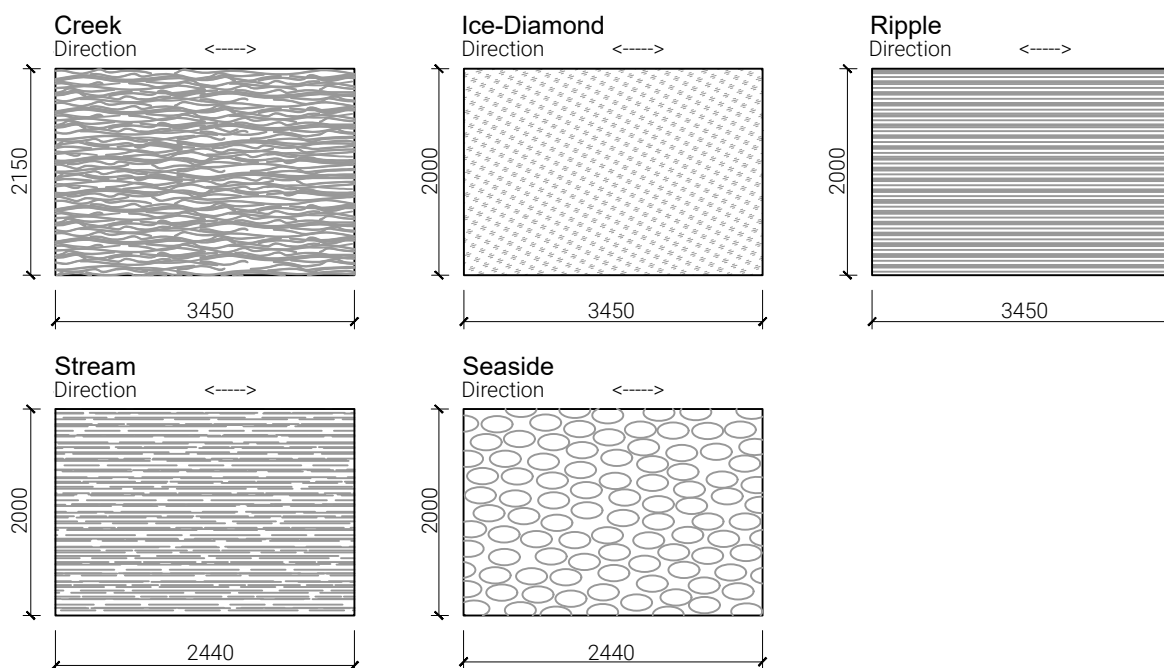 Creek
Direction <----->
2150
3450
Ice-Diamond
Direction <----->
2000
3450
Ripple
Direction <----->
2000
3450
Stream
Direction <----->
2000
2440
Seaside
Direction <----->
2000
2440